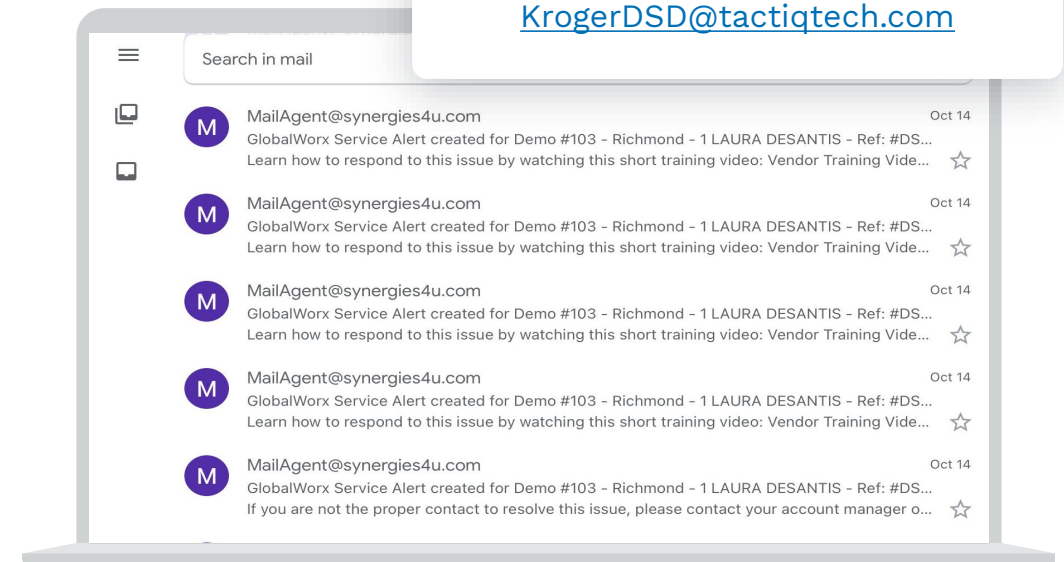 KrogerDSD@tactiqtech.com
Search in mail
M
MailAgent@synergies4u.com
Oct 14
GlobalWorx Service Alert created for Demo #103 - Richmond - 1 LAURA DESANTIS - Ref: #DS...
Learn how to respond to this issue by watching this short training video: Vendor Training Vide...
M
MailAgent@synergies4u.com
Oct 14
GlobalWorx Service Alert created for Demo #103 - Richmond - 1 LAURA DESANTIS - Ref: #DS...
Learn how to respond to this issue by watching this short training video: Vendor Training Vide...
M
MailAgent@synergies4u.com
Oct 14
GlobalWorx Service Alert created for Demo #103 - Richmond - 1 LAURA DESANTIS - Ref: #DS...
Learn how to respond to this issue by watching this short training video: Vendor Training Vide...
M
MailAgent@synergies4u.com
Oct 14
GlobalWorx Service Alert created for Demo #103 - Richmond - 1 LAURA DESANTIS - Ref: #DS...
Learn how to respond to this issue by watching this short training video: Vendor Training Vide...
M
MailAgent@synergies4u.com
Oct 14
GlobalWorx Service Alert created for Demo #103 - Richmond - 1 LAURA DESANTIS - Ref: #DS...
If you are not the proper contact to resolve this issue, please contact your account manager o...